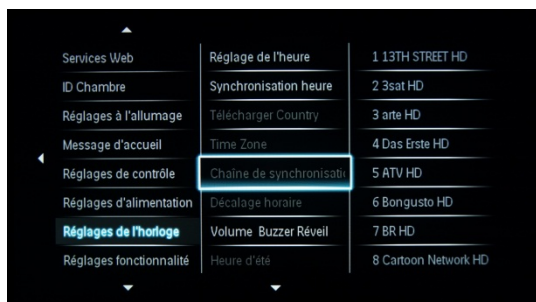 Services Web
ID Chambre
Réglages à l'allumage
Message d'accueil
Réglages de contrôle
Réglages d'alimentation
Réglages de l'horloge
Réglages fonctionnalité
Réglage de l'heure
Synchronisation heure
Télécharger Country
Time Zone
Chaîne de synchronisatic
Décalage horaire
Volume Buzzer Réveil
Heure d'été
1 13TH STREET HD
2 3sat HD
3 arte HD
4 Das Erste HD
5 ATV HD
6 Bongusto HD
7 BR HD
8 Cartoon Network HD